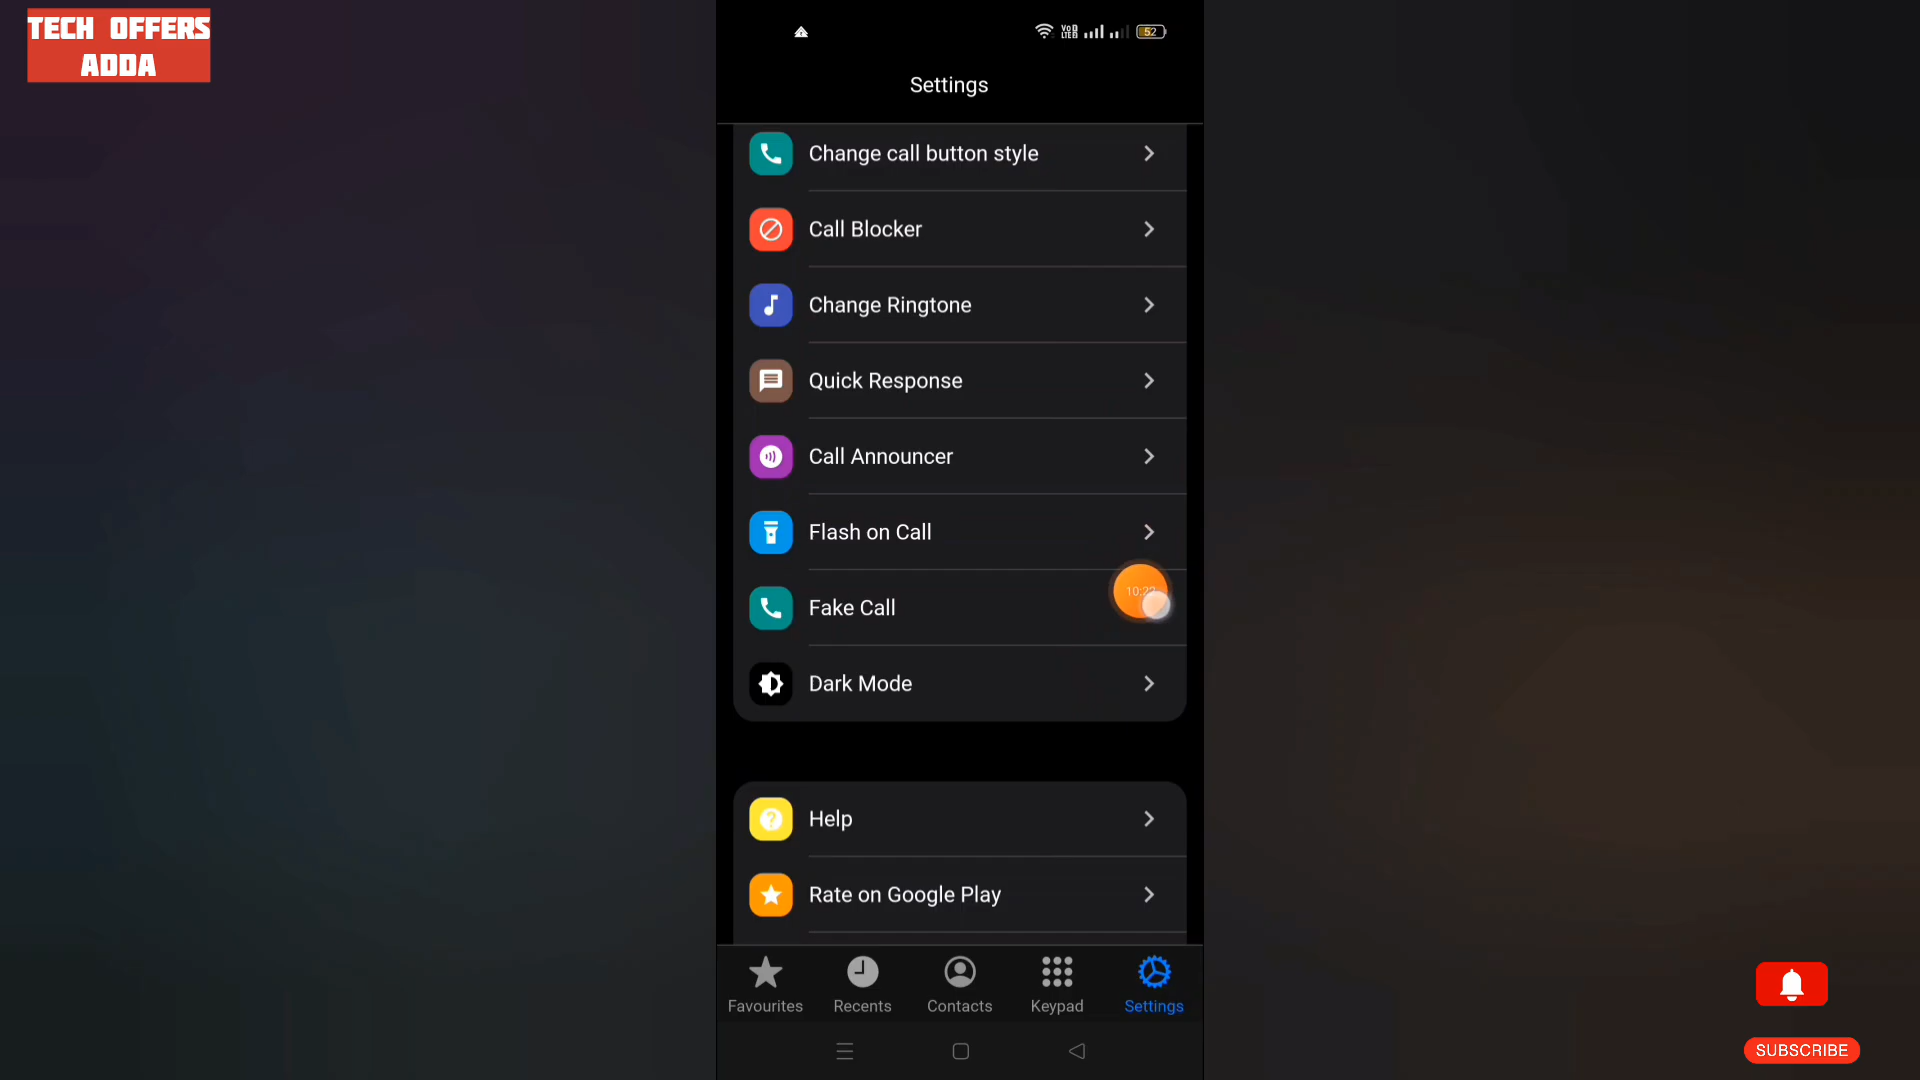 TECH OFFERS
ADDA
52
Settings
Change call button style
Call Blocker
Change Ringtone
Quick Response
Call Announcer
Flash on Call
Fake Call
Dark Mode
Help
Rate on Google Play
Favourites
Recents
Contacts
Keypad
Settings
SUBSCRIBE